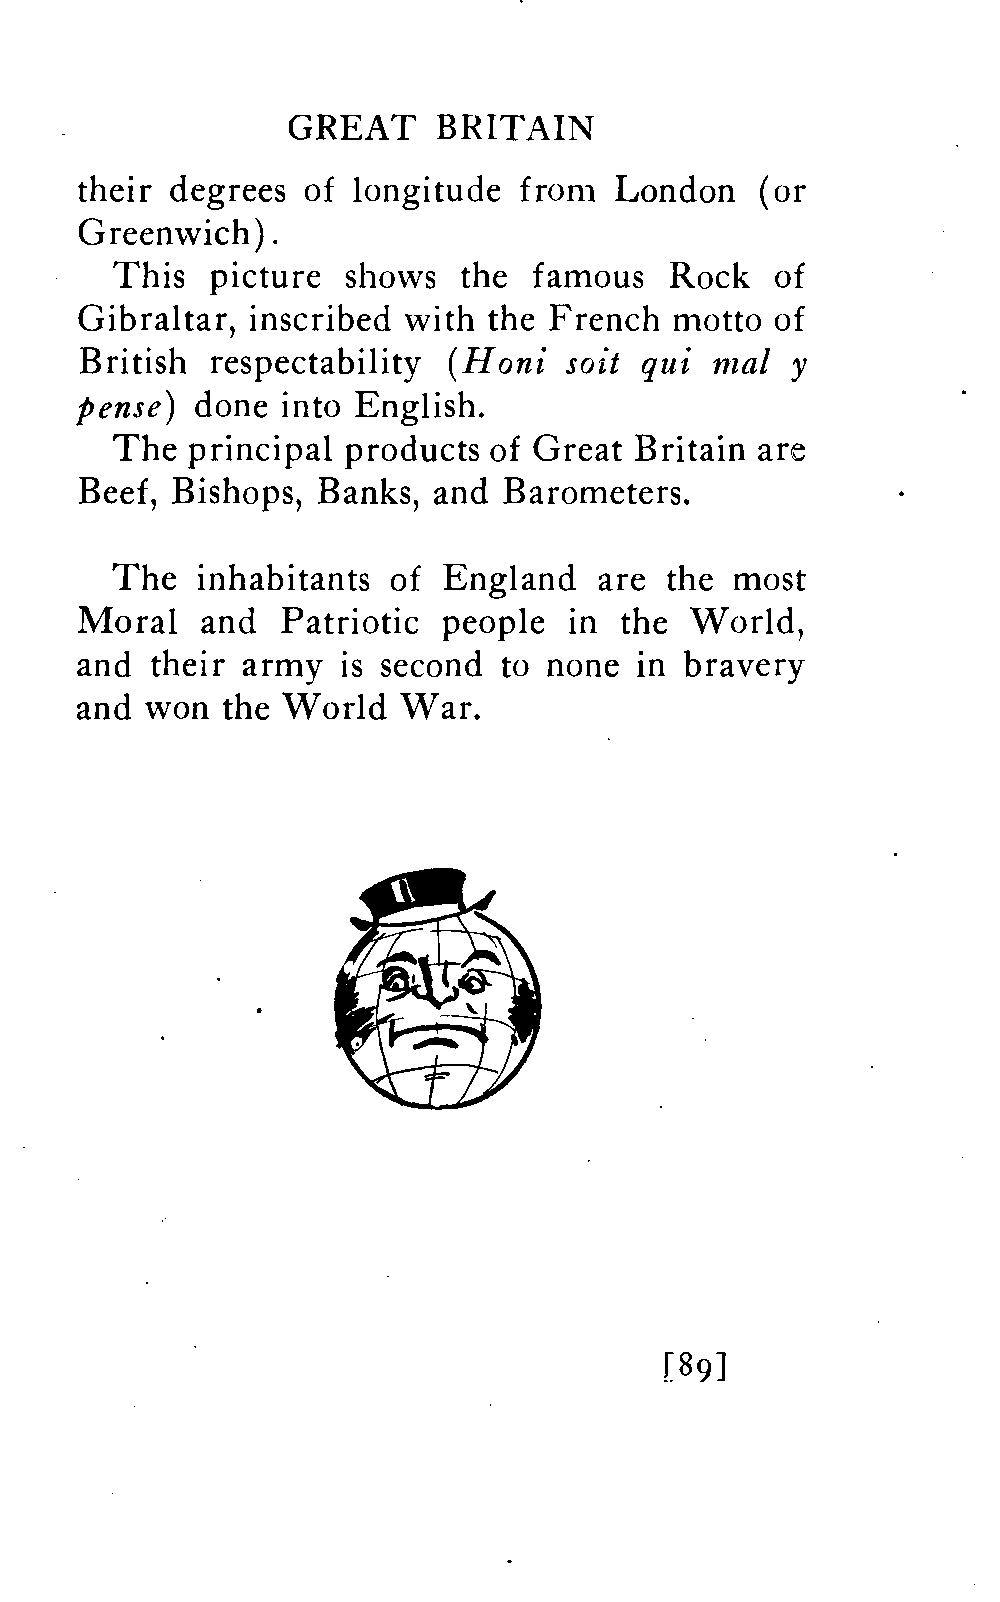 GREAT BRITAIN
their degrees of longitude from London (or
Greenwich).
This picture shows the famous Rock of
Gibraltar, inscribed with the French motto of
British respectability (Honi soit qui mal y
pense) done into English.
The principal products of Great Britain are
Beef, Bishops, Banks, and Barometers.
The inhabitants of England are the most
Moral and Patriotic people in the World,
and their army is second to none in bravery
and won the World War.
[89]